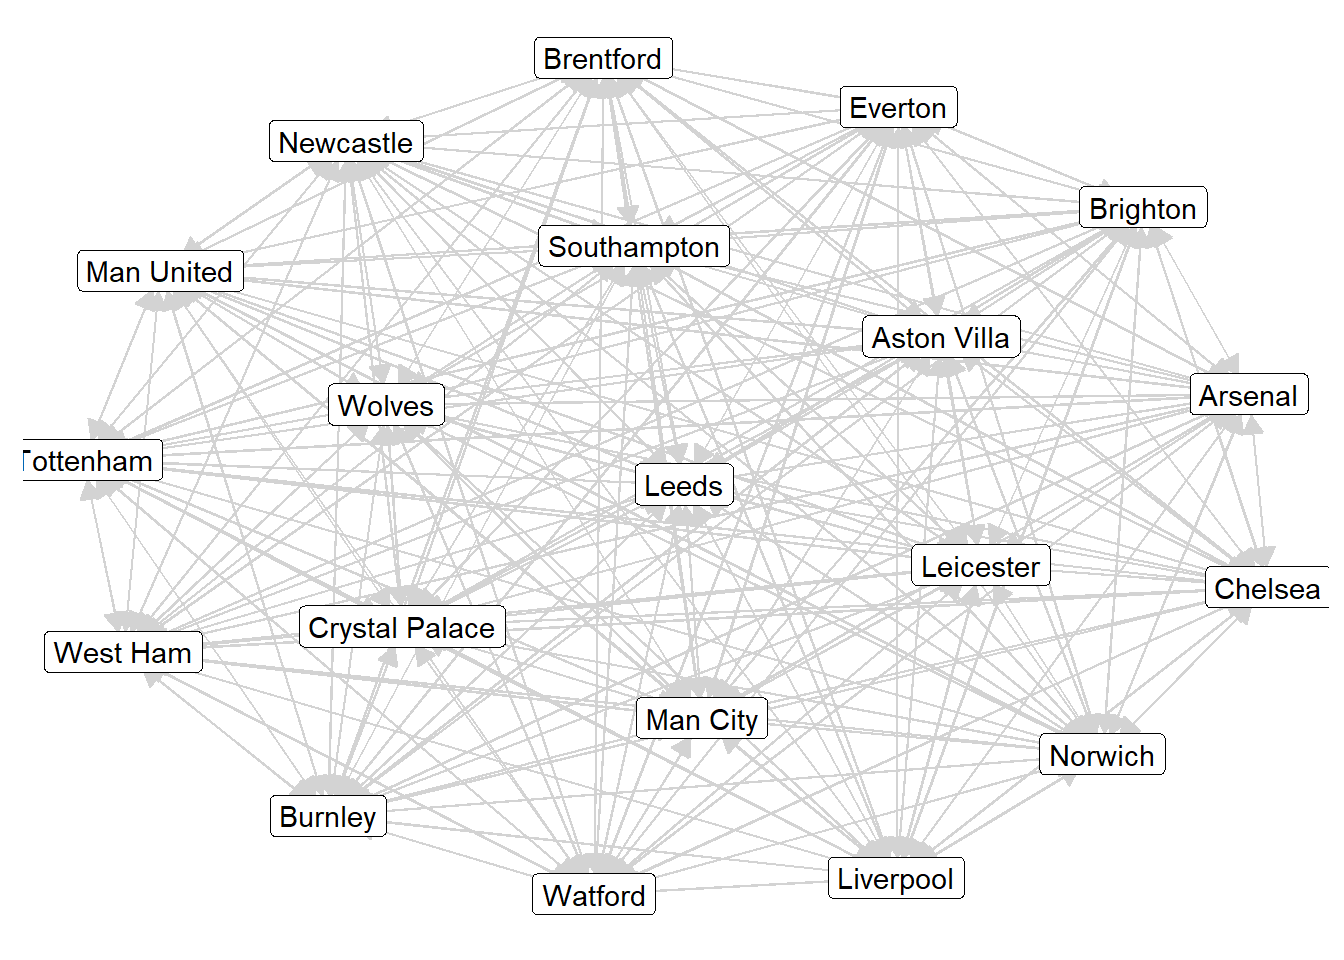 Brentford
Everton
Newcastle
Brighton
Southampton
Man United
Aston Villa
Arsenal
Wolves
Tottenham
Leeds
Leicester
Chelsea
Crystal Palace
West Ham
Man City
Norwich
Burnley
Liverpool
Watford